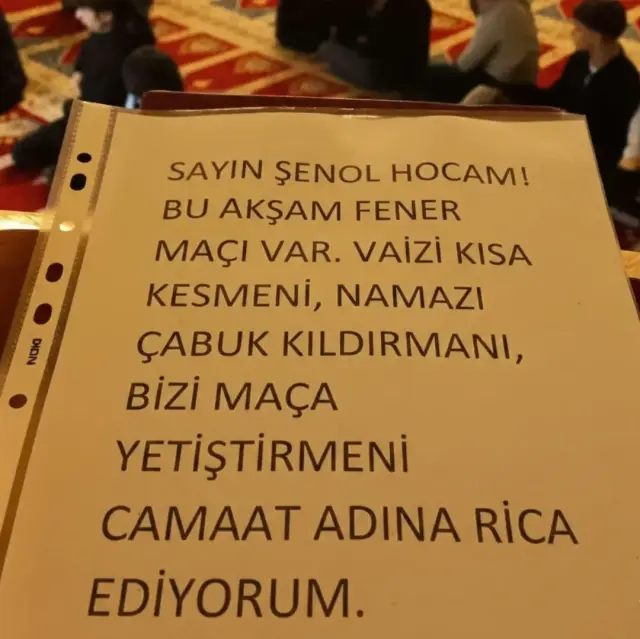 SAYIN ŞENOL HOCAM!
BU AKŞAM FENER
MAÇI VAR. VAİZİ KISA
KESMENİ, NAMAZI
ÇABUK KILDIRMANI,
BİZİ MAÇA
YETİŞTİRMENİ
CAMAAT ADINA RİCA
EDİYORUM.